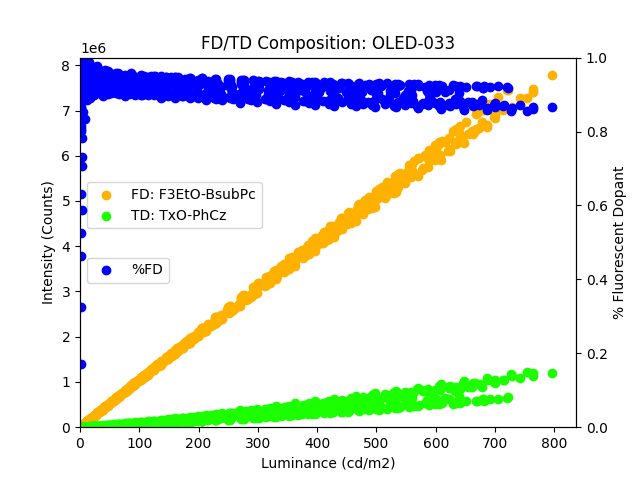 FD/TD Composition: OLED-033
1e6
8
7
6
5
4
3
2
1
0
Intensity (Counts)
FD: F3EtO-BsubPc
TD: TxO-PhCz
%FD
1.0
0.8
0.6
0.4
0.2
0.0
% Fluorescent Dopant
0 100 200 300 400 500 600 700 800
Luminance (cd/m2)